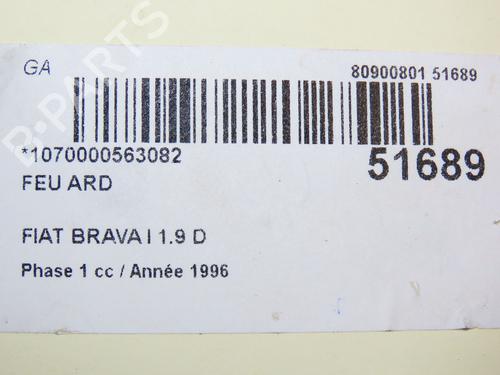 GA
80900801 51689
*1070000563082
51689
FEU ARD
FIAT BRAVA I 1.9 D
Phase 1 cc / Année 1996
B-PARTS